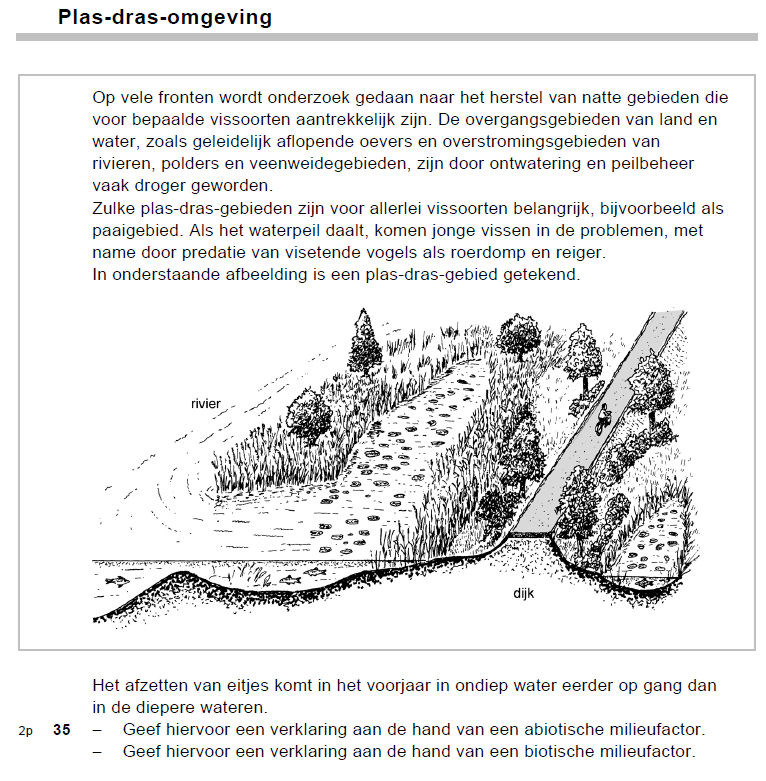 Plas-dras-omgeving
Op vele fronten wordt onderzoek gedaan naar het herstel van natte gebieden die
voor bepaalde vissoorten aantrekkelijk zijn. De overgangsgebieden van land en
water, zoals geleidelijk aflopende oevers en overstromingsgebieden van
rivieren, polders en veenweidegebieden, zijn door ontwatering en peilbeheer
vaak droger geworden.
Zulke plas-dras-gebieden zijn voor allerlei vissoorten belangrijk, bijvoorbeeld als
paaigebied. Als het waterpeil daalt, komen jonge vissen in de problemen, met
name door predatie van visetende vogels als roerdomp en reiger.
In onderstaande afbeelding is een plas-dras-gebied getekend.
rivier
dijk
Het afzetten van eitjes komt in het voorjaar in ondiep water eerder op gang dan
in de diepere wateren.
2p 35 – Geef hiervoor een verklaring aan de hand van een abiotische milieufactor.
– Geef hiervoor een verklaring aan de hand van een biotische milieufactor.